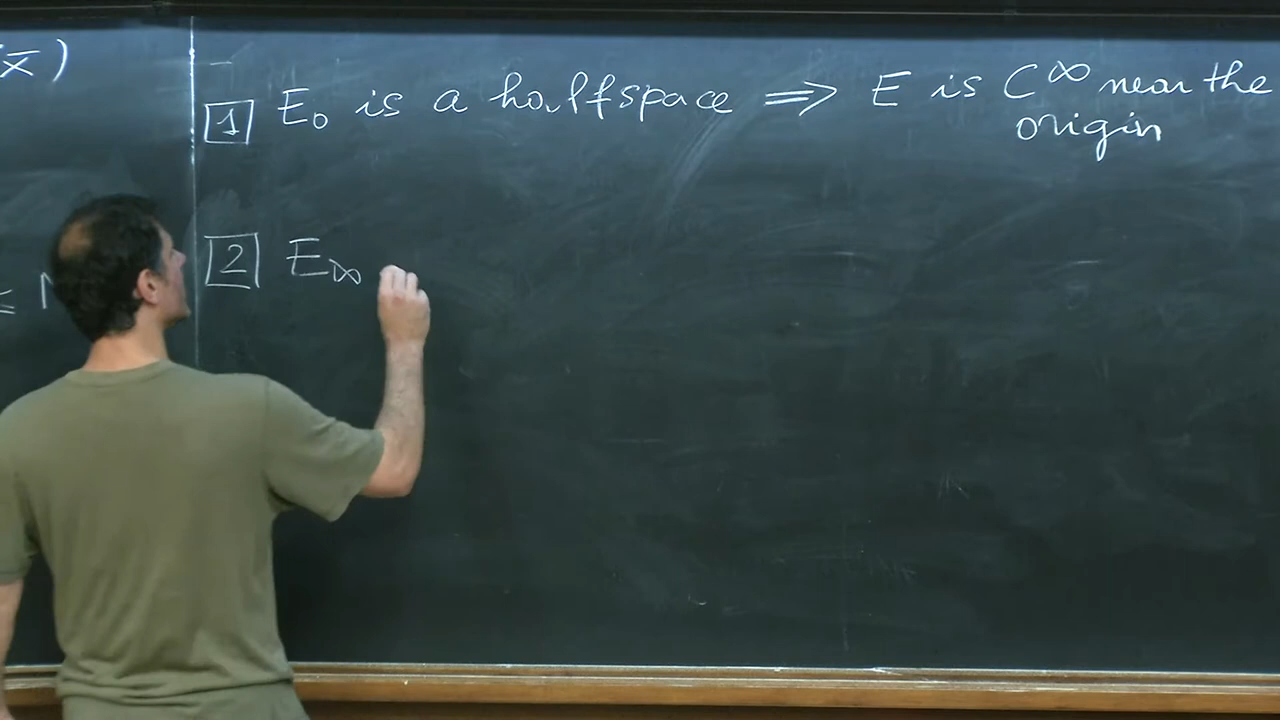 x̄)
1 E₀ is a halfspace ⟹ E is C^∞ near the
origin
≤
2 E_∞